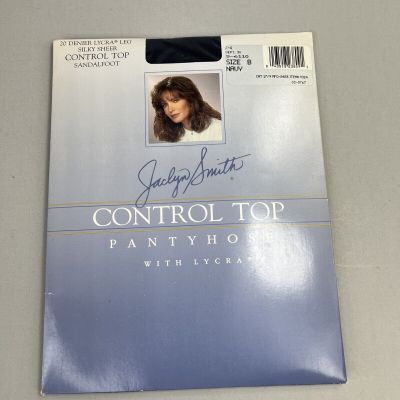 20 DENIER LYCRA® LEG
SILKY SHEER
CONTROL TOP
SANDALFOOT
SIZE B
NAVY
Jaclyn Smith®
CONTROL TOP
PANTYHOSE
WITH LYCRA®